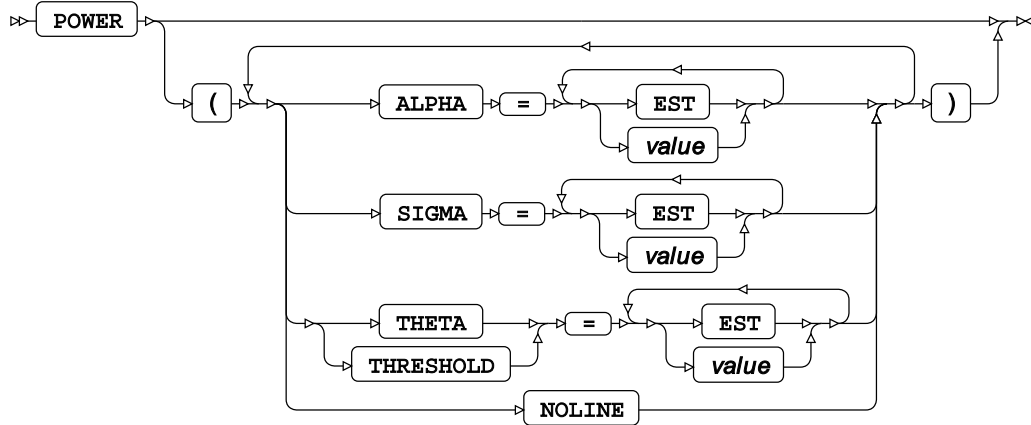 POWER
( ALPHA = EST )
value
SIGMA = EST
value
THETA = EST
THRESHOLD value
NOLINE